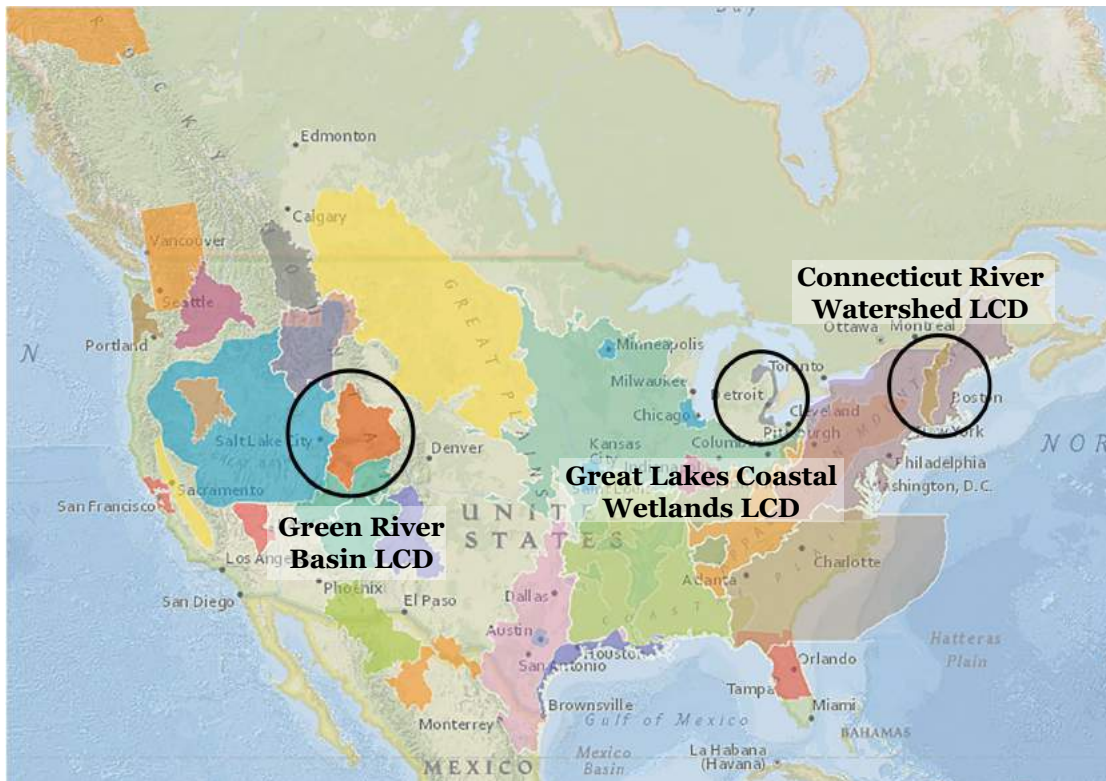 Bay
Edmonton
Calgary
Vancouver
Seattle
Portland
GREAT PLAINS
Connecticut River
Watershed LCD
Ottawa
Montreal
Toronto
Minneapolis
Milwaukee
Detroit
Boston
Chicago
Cleveland
New York
Pittsburgh
Salt Lake City
Denver
Kansas
City
Columbus
Philadelphia
Washington, D.C.
N
NOR
Sacramento
San Francisco
Great Lakes Coastal
Wetlands LCD
Green River
Basin LCD
UNITED
STATES
Los Angeles
Charlotte
Atlanta
Phoenix
San Diego
El Paso
Dallas
COAST
Austin
Houston
San Antonio
Hatteras
Plain
Orlando
Tampa
Brownsville
Monterrey
Gulf of Mexico
Miami
BAHAMAS
Mexico
Basin
La Habana
(Havana)
MEXICO